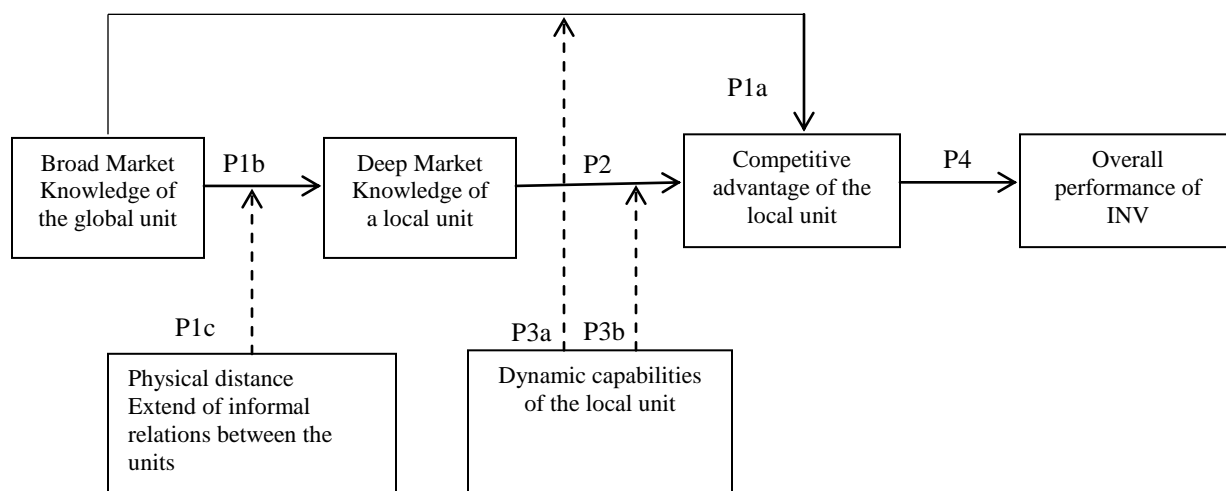 P1a
Broad Market
Knowledge of
the global unit
P1b
Deep Market
Knowledge of
a local unit
P2
Competitive
advantage of the
local unit
P4
Overall
performance of
INV
P1c
P3a
P3b
Physical distance
Extend of informal
relations between the
units
Dynamic capabilities
of the local unit